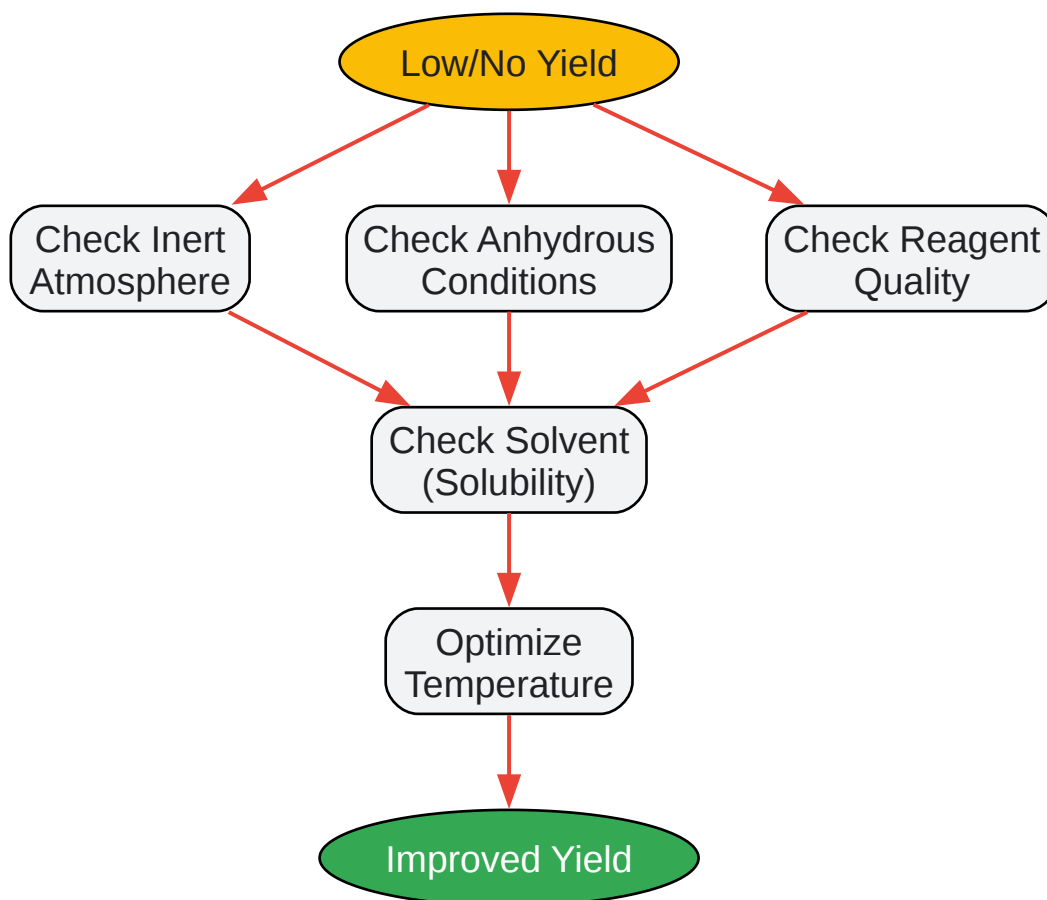 Low/No Yield
Check Inert
Atmosphere
Check Anhydrous
Conditions
Check Reagent
Quality
Check Solvent
(Solubility)
Optimize
Temperature
Improved Yield